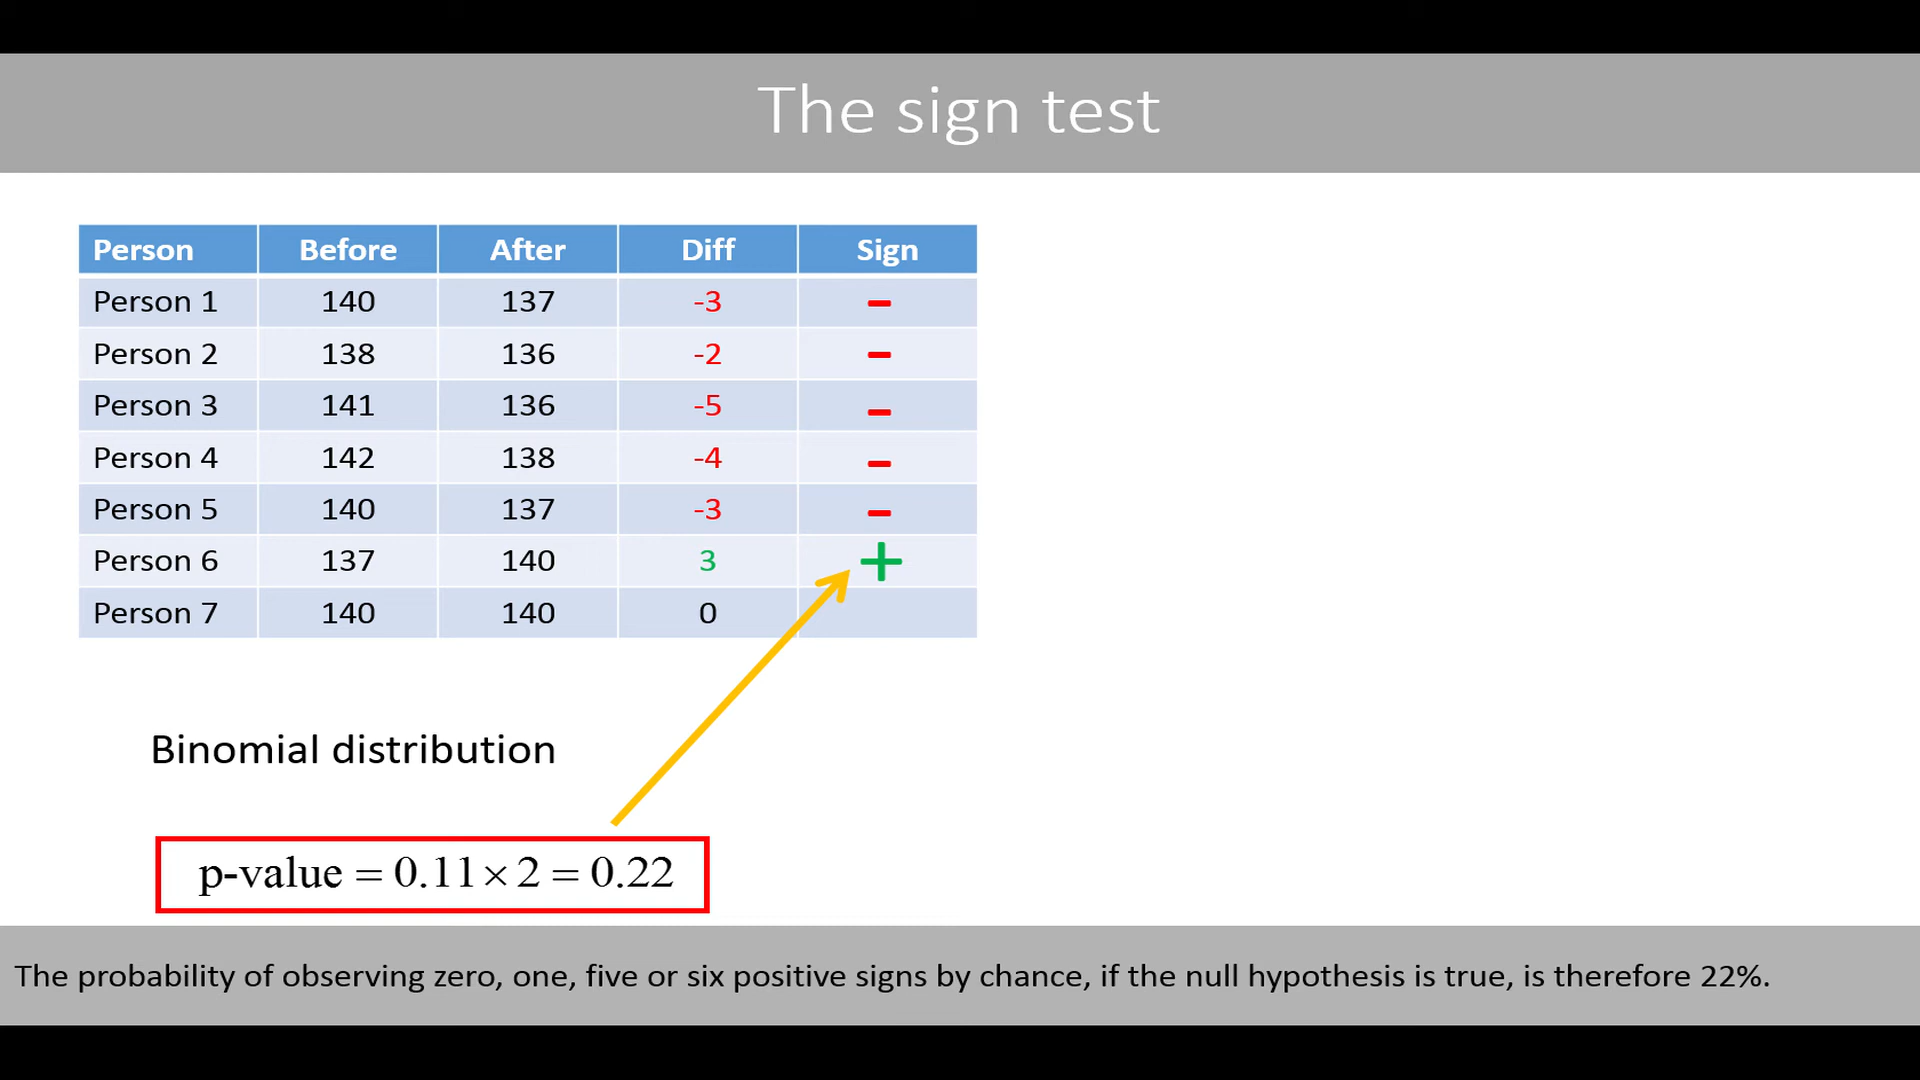 The sign test
Person Before After Diff Sign
Person 1 140 137 -3 -
Person 2 138 136 -2 -
Person 3 141 136 -5 -
Person 4 142 138 -4 -
Person 5 140 137 -3 -
Person 6 137 140 3 +
Person 7 140 140 0
Binomial distribution
p-value = 0.11 × 2 = 0.22
The probability of observing zero, one, five or six positive signs by chance, if the null hypothesis is true, is therefore 22%.